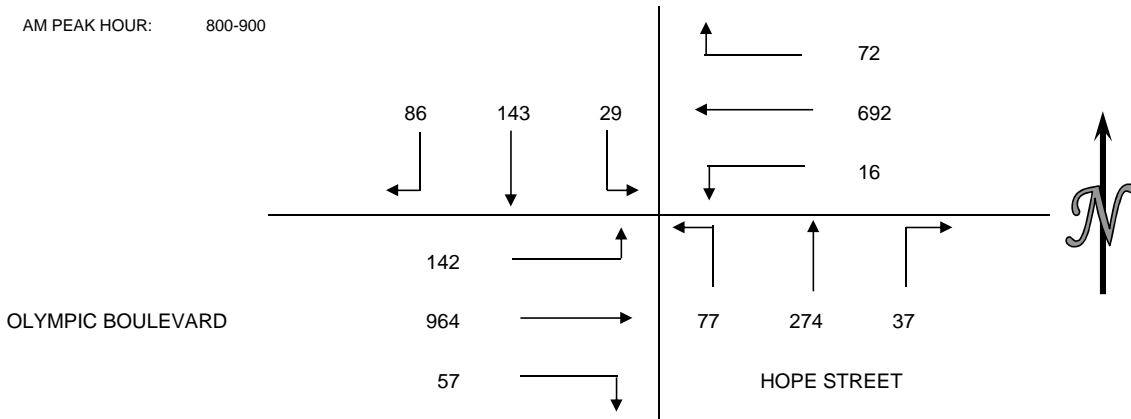 AM PEAK HOUR: 800-900
72
86 143 29 692
16
142
OLYMPIC BOULEVARD 964 77 274 37
57 HOPE STREET
N